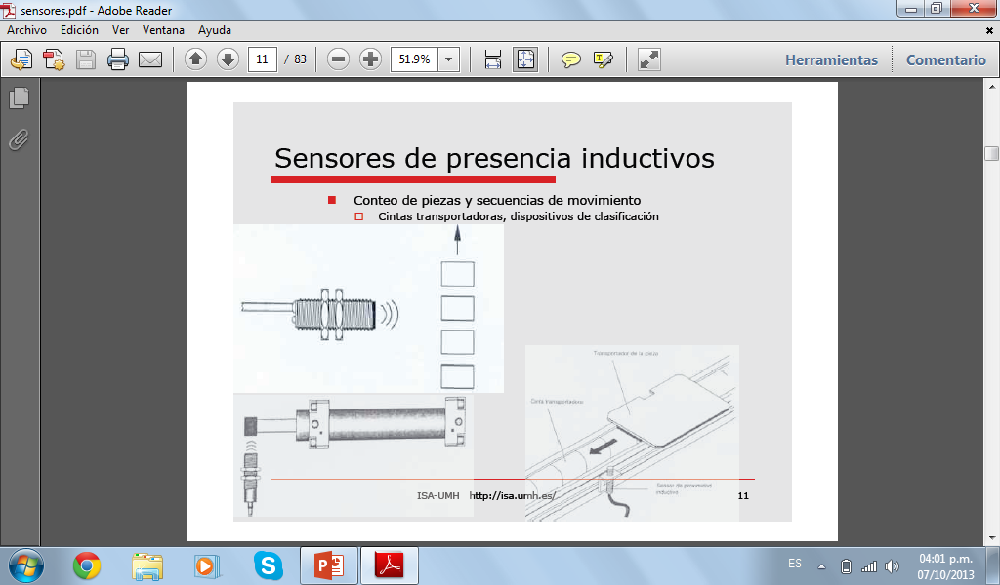 sensores.pdf - Adobe Reader
Archivo Edición Ver Ventana Ayuda
11 / 83 51.9% Herramientas Comentario
Sensores de presencia inductivos
Conteo de piezas y secuencias de movimiento
Cintas transportadoras, dispositivos de clasificación
Transportador de la pieza
Cinta transportadora
Sensor de proximidad
inductivo
ISA-UMH http://isa.umh.es/ 11
ES 04:01 p.m.
07/10/2013